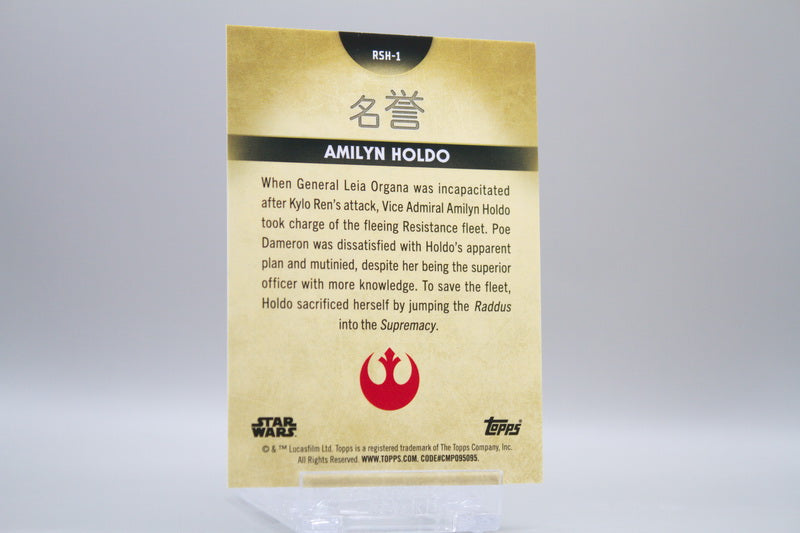 RSH-1
名誉
AMILYN HOLDO
When General Leia Organa was incapacitated
after Kylo Ren's attack, Vice Admiral Amilyn Holdo
took charge of the fleeing Resistance fleet. Poe
Dameron was dissatisfied with Holdo's apparent
plan and mutinied, despite her being the superior
officer with more knowledge. To save the fleet,
Holdo sacrificed herself by jumping the Raddus
into the Supremacy.
STAR WARS
Topps®
© & ™ Lucasfilm Ltd. Topps is a registered trademark of The Topps Company, Inc.
All Rights Reserved. WWW.TOPPS.COM. CODE#CMP095095.